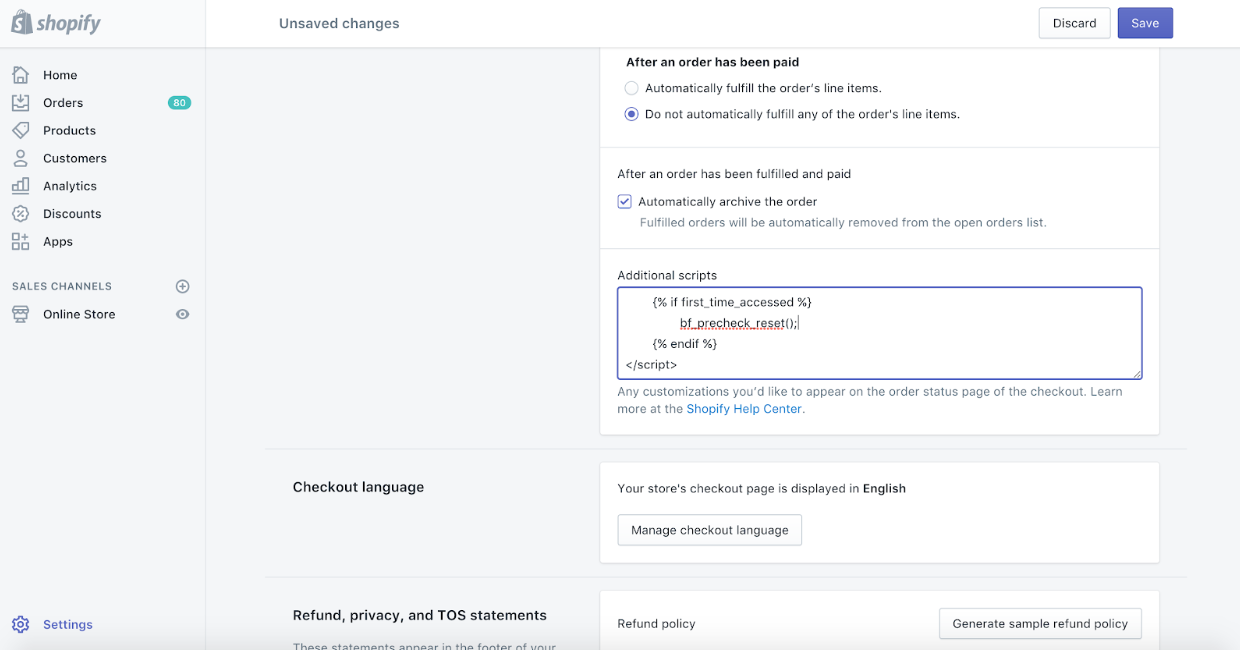 shopify
Unsaved changes
Discard
Save
Home
Orders
80
Products
Customers
Analytics
Discounts
Apps
SALES CHANNELS
Online Store
Settings
After an order has been paid
Automatically fulfill the order's line items.
Do not automatically fulfill any of the order's line items.
After an order has been fulfilled and paid
Automatically archive the order
Fulfilled orders will be automatically removed from the open orders list.
Additional scripts
{% if first_time_accessed %}
bf_precheck_reset();
{% endif %}
</script>
Any customizations you'd like to appear on the order status page of the checkout. Learn
more at the Shopify Help Center.
Checkout language
Your store's checkout page is displayed in English
Manage checkout language
Refund, privacy, and TOS statements
These statements appear in the footer of your
Refund policy
Generate sample refund policy